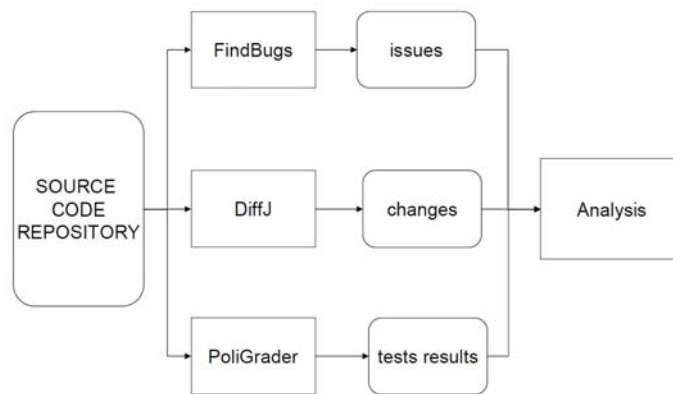 FindBugs
issues
SOURCE
CODE
REPOSITORY
DiffJ
changes
Analysis
PoliGrader
tests results